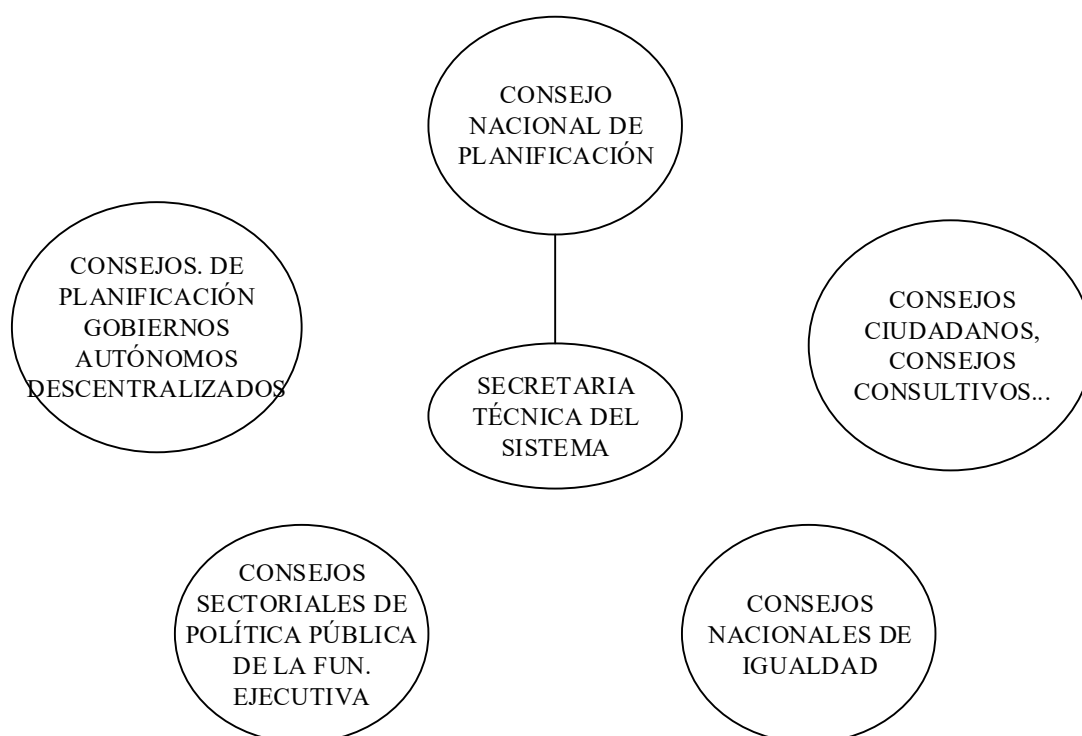 CONSEJO
NACIONAL DE
PLANIFICACIÓN
CONSEJOS. DE
PLANIFICACIÓN
GOBIERNOS
AUTÓNOMOS
DESCENTRALIZADOS
CONSEJOS
CIUDADANOS,
CONSEJOS
CONSULTIVOS...
SECRETARIA
TÉCNICA DEL
SISTEMA
CONSEJOS
SECTORIALES DE
POLÍTICA PÚBLICA
DE LA FUN.
EJECUTIVA
CONSEJOS
NACIONALES DE
IGUALDAD